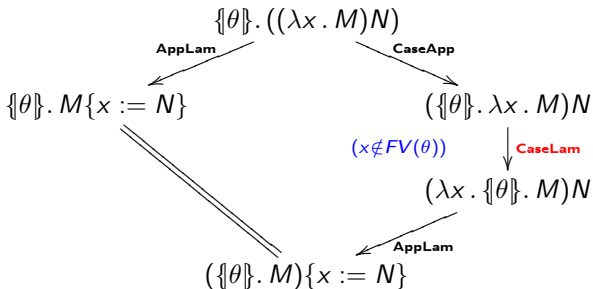 {|θ|}. ((λx . M)N)
AppLam CaseApp
{|θ|}. M{x := N} ({|θ|}. λx . M)N
(x∉FV(θ)) CaseLam
(λx . {|θ|}. M)N
AppLam
({|θ|}. M){x := N}